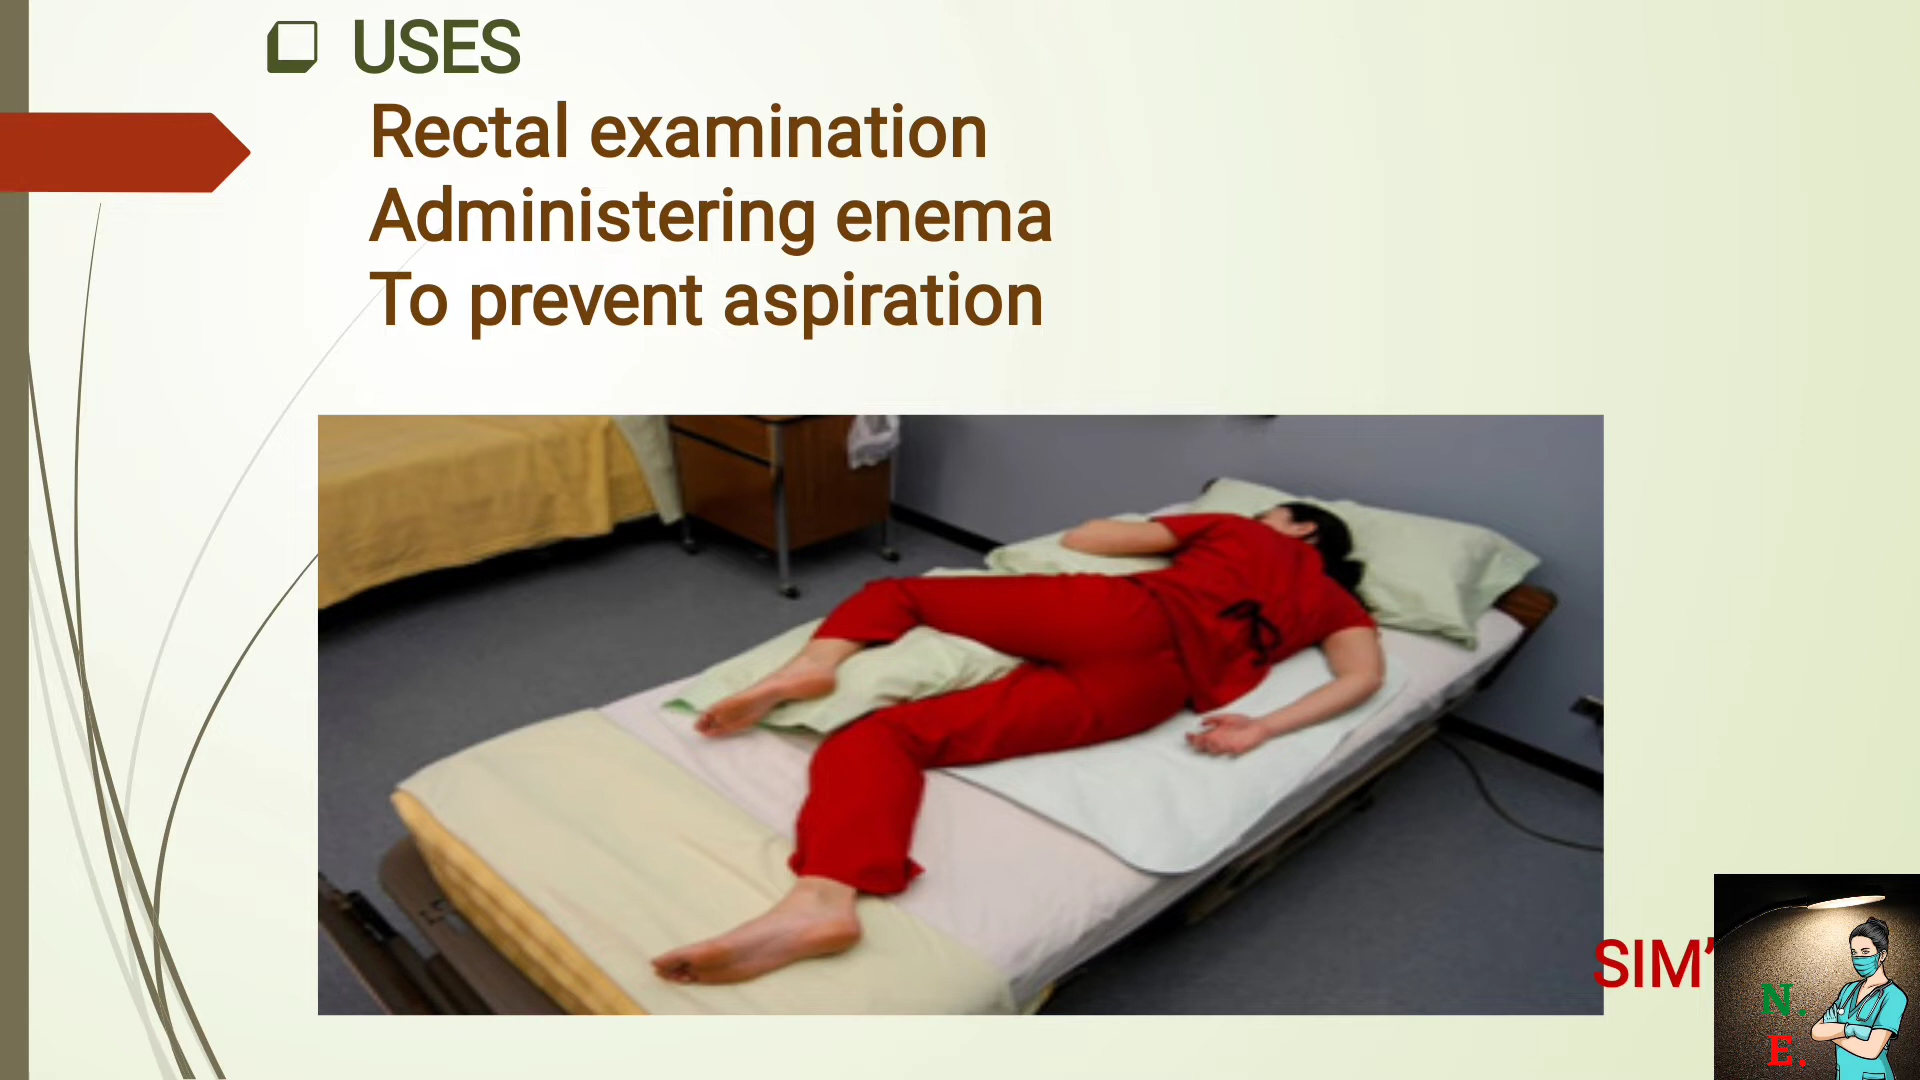 USES
Rectal examination
Administering enema
To prevent aspiration
SIM'
N.
E.